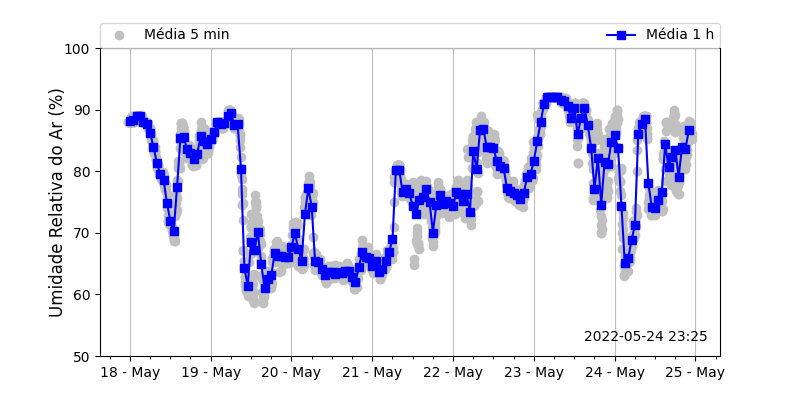 Média 5 min Média 1 h
Umidade Relativa do Ar (%)
100
90
80
70
60
50
2022-05-24 23:25
18 - May 19 - May 20 - May 21 - May 22 - May 23 - May 24 - May 25 - May